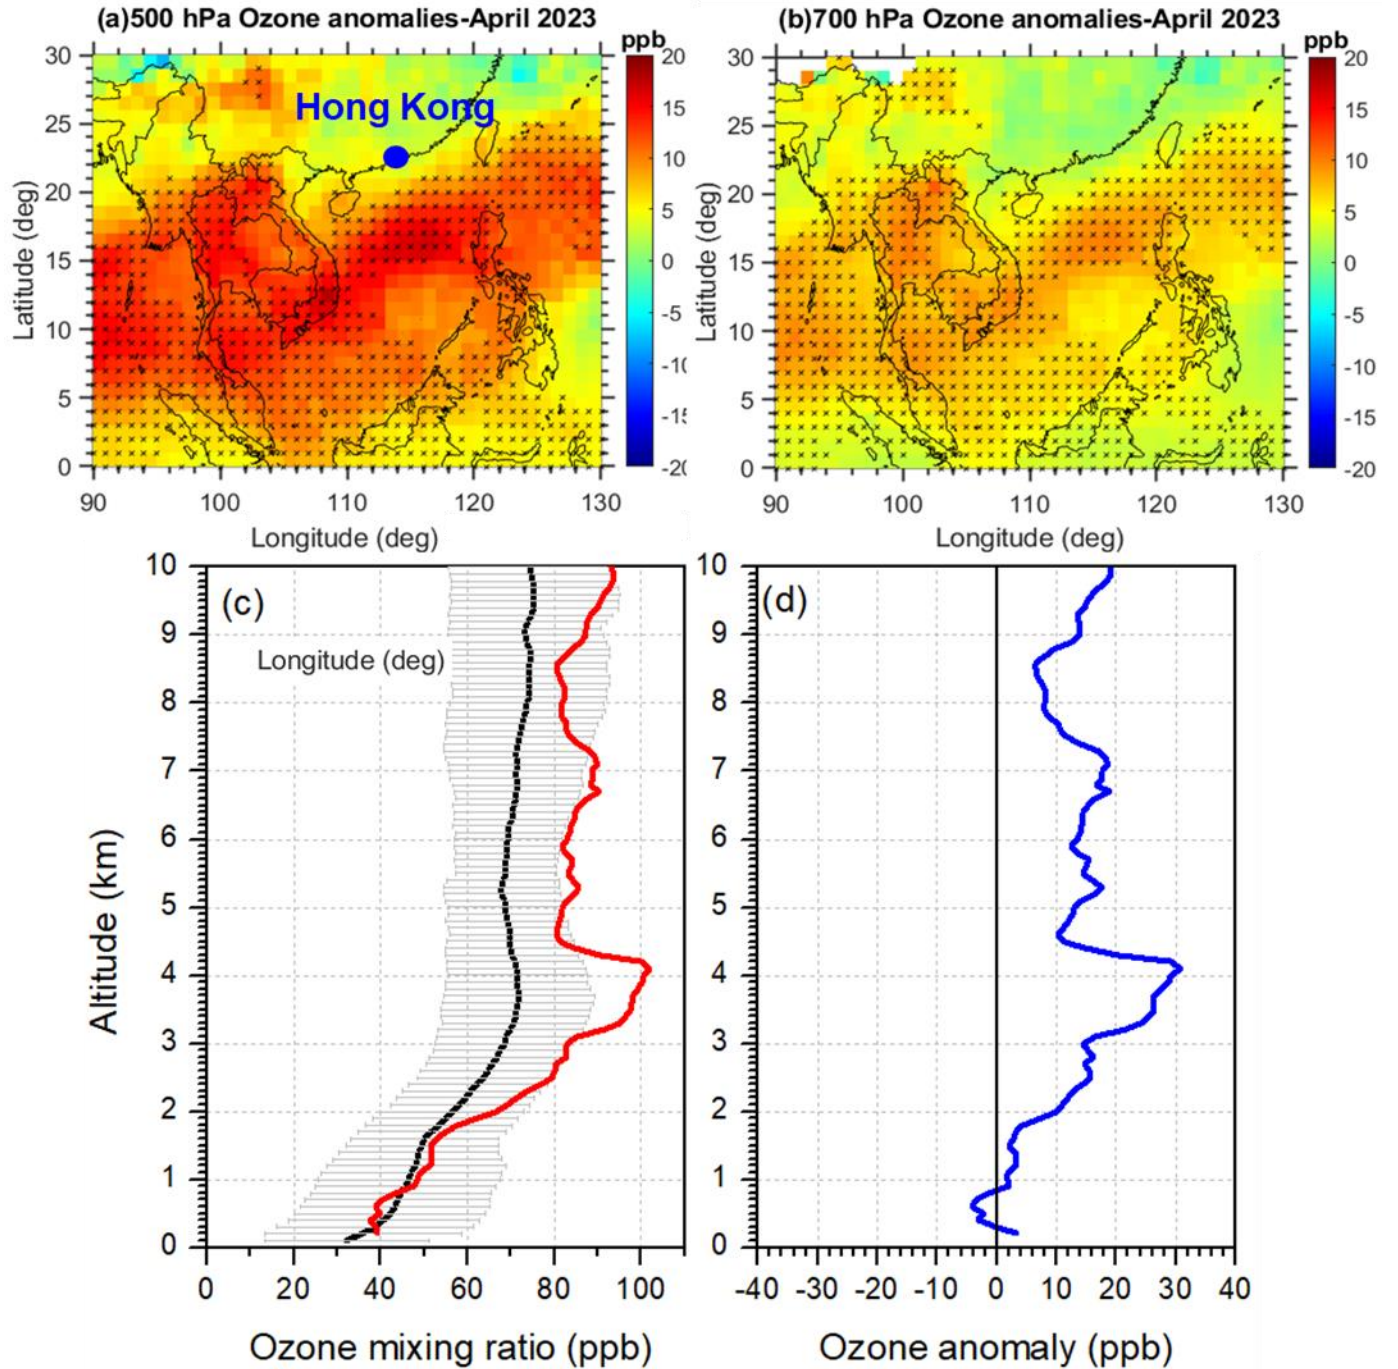 (a)500 hPa Ozone anomalies-April 2023
ppb
30
25
20
15
10
5
0
Latitude (deg)
Hong Kong
90 100 110 120 130
Longitude (deg)
20
15
10
5
0
-5
-10
-15
-20
(b)700 hPa Ozone anomalies-April 2023
ppb
30
25
20
15
10
5
0
Latitude (deg)
90 100 110 120 130
Longitude (deg)
20
15
10
5
0
-5
-10
-15
-20
(c)
Longitude (deg)
10
9
8
7
6
5
4
3
2
1
0
Altitude (km)
0 20 40 60 80 100
Ozone mixing ratio (ppb)
(d)
10
9
8
7
6
5
4
3
2
1
0
-40 -30 -20 -10 0 10 20 30 40
Ozone anomaly (ppb)